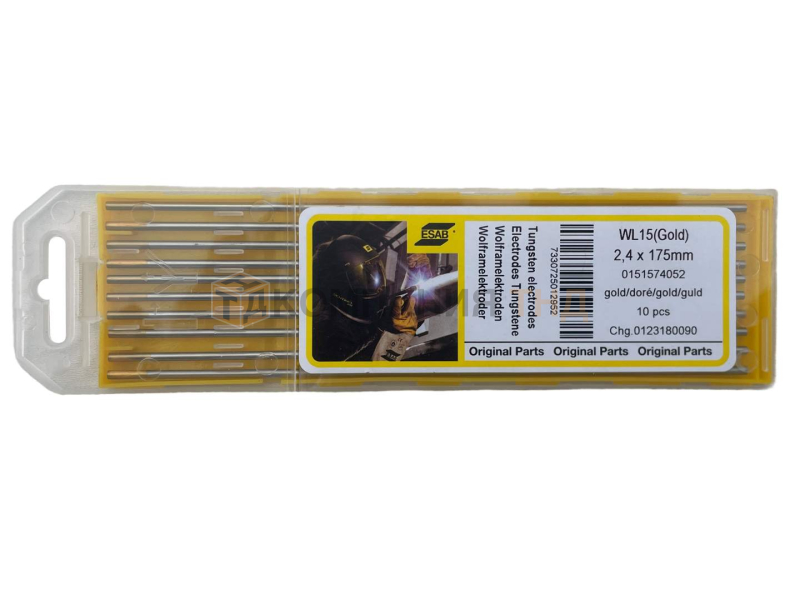 ESAB
Tungsten electrodes
Electrodes Tungstene
Wolframelektroden
Wolframelektroder
7330725012952
WL15(Gold)
2,4 x 175mm
0151574052
gold/doré/gold/guld
10 pcs
Chg.0123180090
Original Parts Original Parts Original Parts